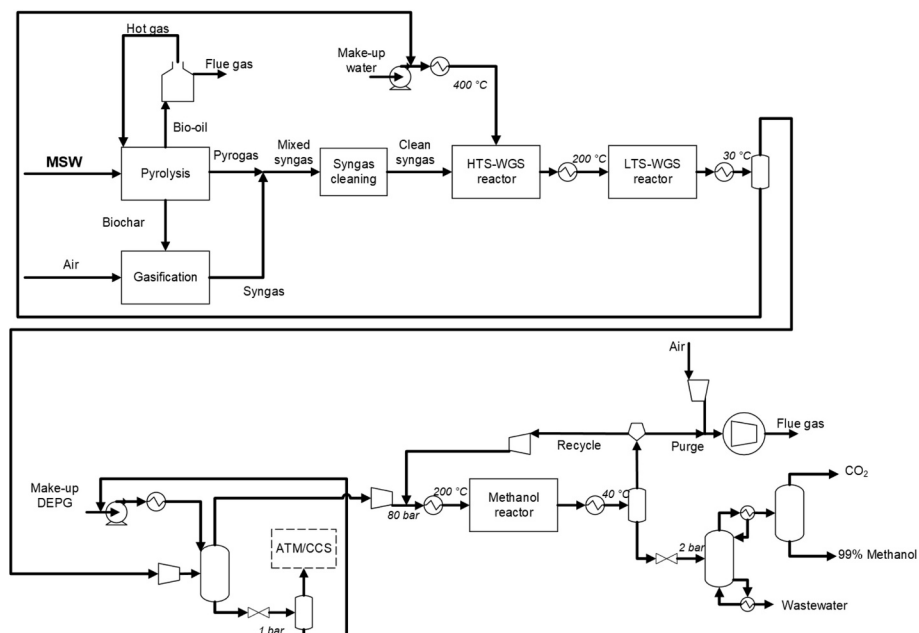 Hot gas
Flue gas
Make-up
water
400 °C
Bio-oil
MSW
Pyrolysis
Pyrogas
Mixed
syngas
Syngas
cleaning
Clean
syngas
HTS-WGS
reactor
200 °C
LTS-WGS
reactor
30 °C
Biochar
Air
Gasification
Syngas
Air
Flue gas
Recycle
Purge
Make-up
DEPG
ATM/CCS
1 bar
80 bar
200 °C
Methanol
reactor
40 °C
2 bar
CO₂
99% Methanol
Wastewater